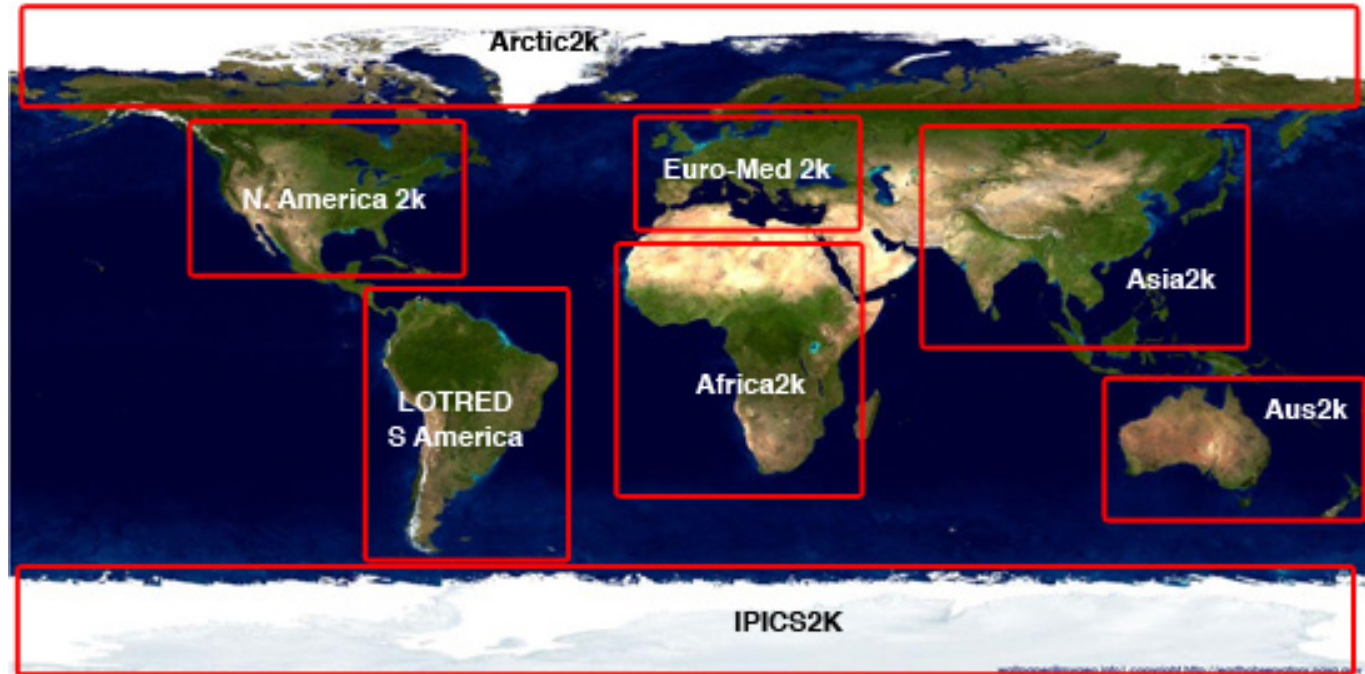 Arctic2k
N. America 2k
Euro-Med 2k
Asia2k
LOTRED
S America
Africa2k
Aus2k
IPICS2K